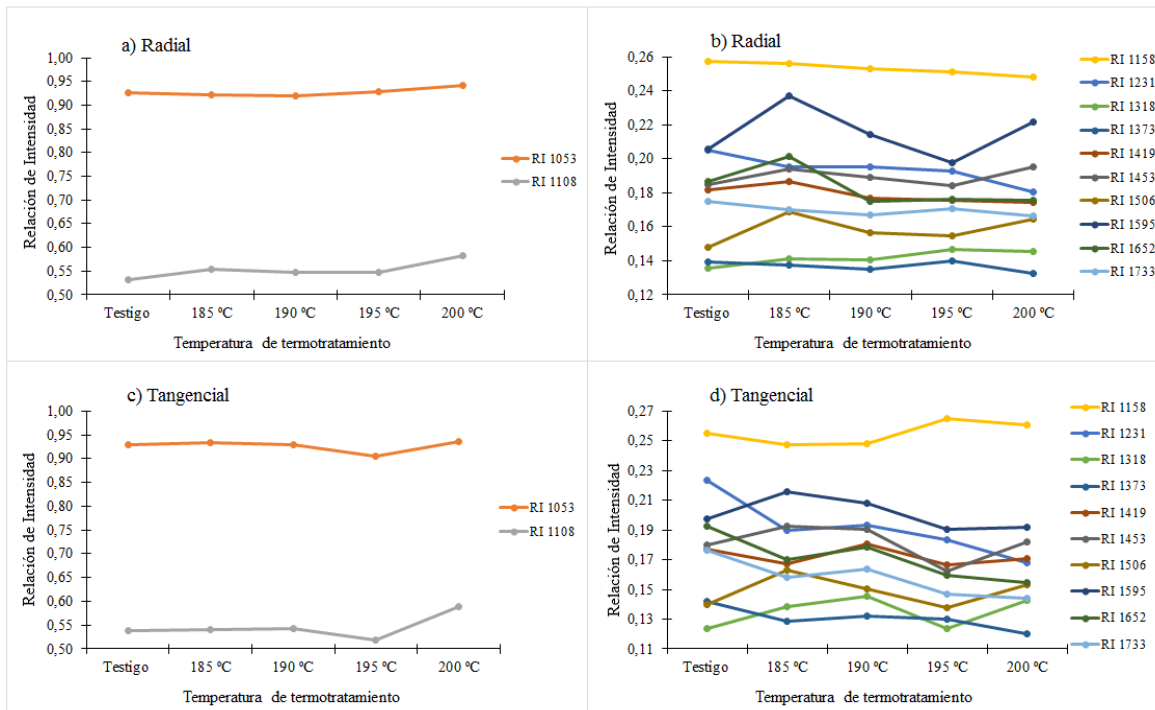 a) Radial
Relación de Intensidad
1,00
0,95
0,90
0,85
0,80
0,75
0,70
0,65
0,60
0,55
0,50
Testigo 185 ºC 190 ºC 195 ºC 200 ºC
Temperatura de termotratamiento
RI 1053
RI 1108
b) Radial
Relación de Intensidad
0,26
0,24
0,22
0,20
0,18
0,16
0,14
0,12
Testigo 185 ºC 190 ºC 195 ºC 200 ºC
Temperatura de termotratamiento
RI 1158
RI 1231
RI 1318
RI 1373
RI 1419
RI 1453
RI 1506
RI 1595
RI 1652
RI 1733
c) Tangencial
Relación de Intensidad
1,00
0,95
0,90
0,85
0,80
0,75
0,70
0,65
0,60
0,55
0,50
Testigo 185 ºC 190 ºC 195 ºC 200 ºC
Temperatura de termotratamiento
RI 1053
RI 1108
d) Tangencial
Relación de Intensidad
0,27
0,25
0,23
0,21
0,19
0,17
0,15
0,13
0,11
Testigo 185 ºC 190 ºC 195 ºC 200 ºC
Temperatura de termotratamiento
RI 1158
RI 1231
RI 1318
RI 1373
RI 1419
RI 1453
RI 1506
RI 1595
RI 1652
RI 1733